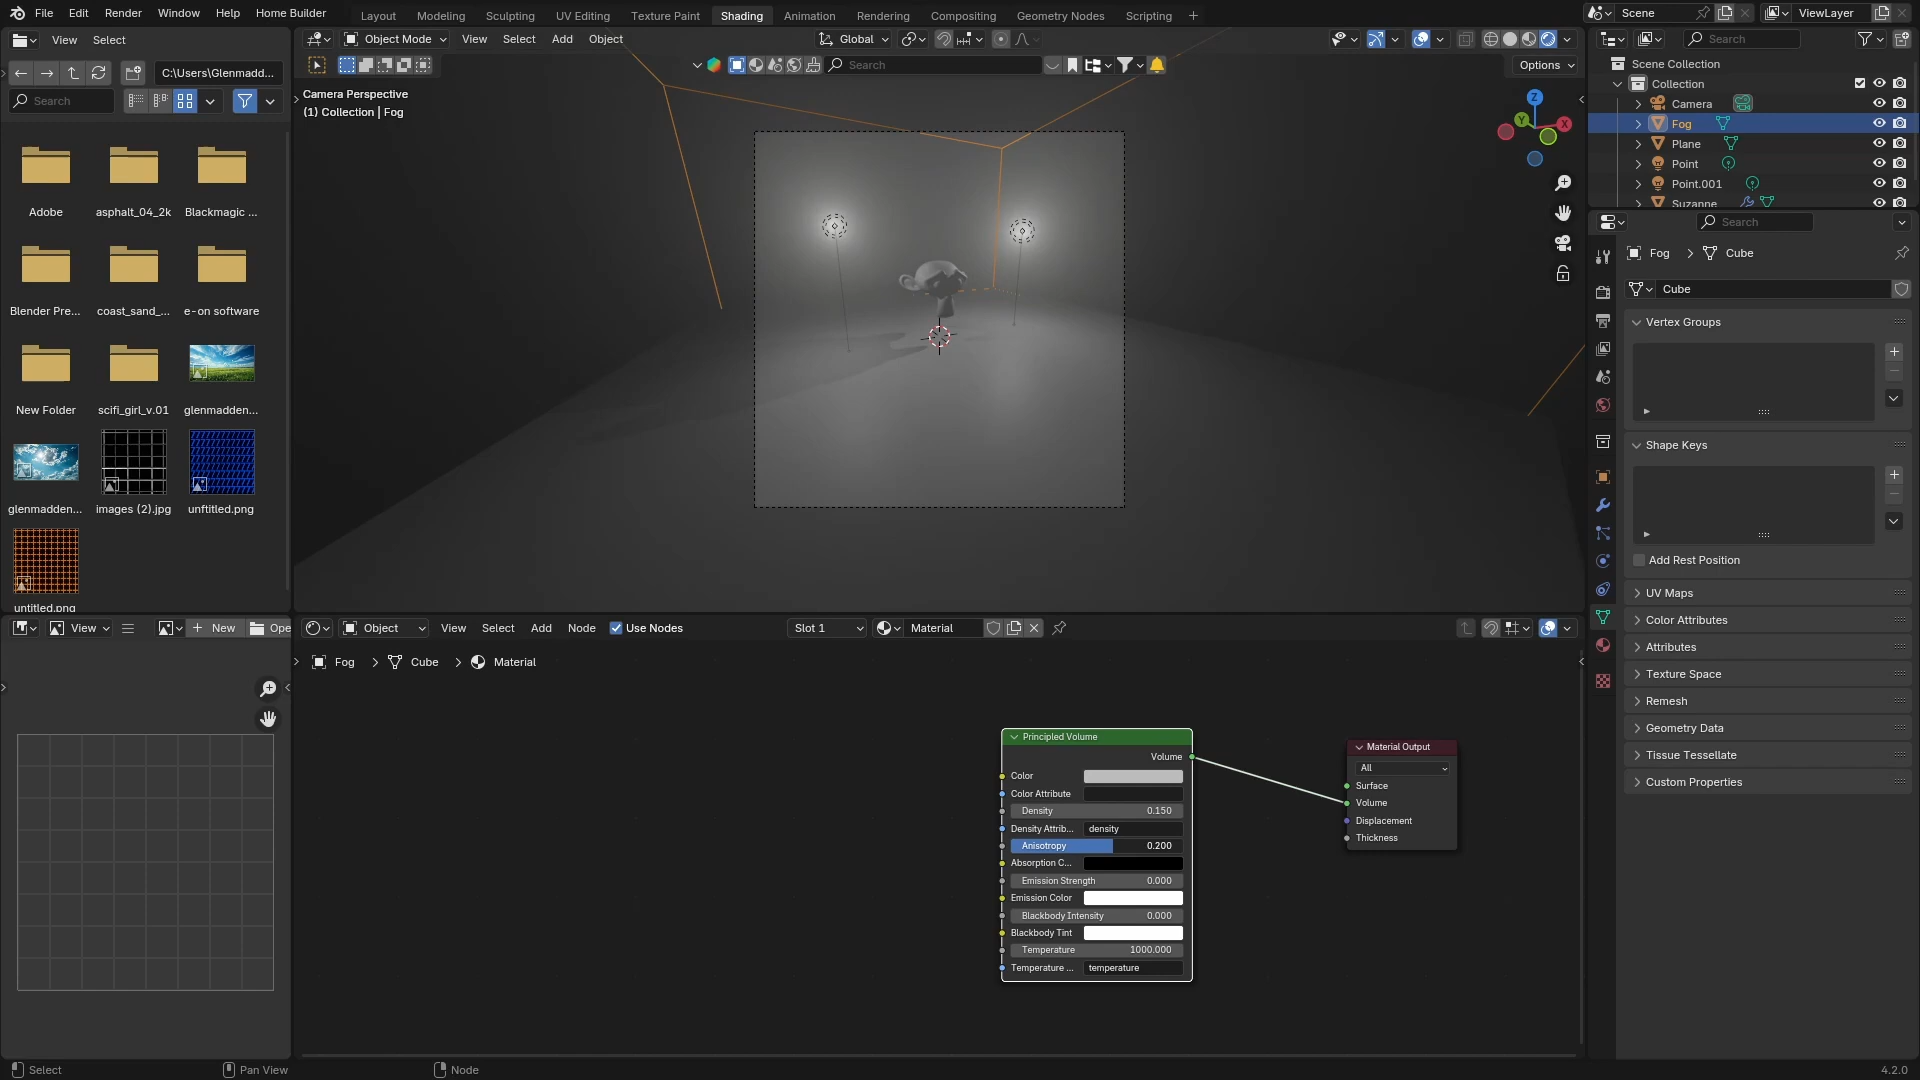 File Edit Render Window Help Home Builder
Layout Modeling Sculpting UV Editing Texture Paint Shading Animation Rendering Compositing Geometry Nodes Scripting
Scene
ViewLayer
View Select
C:\Users\Glenmadd...
Search
Object Mode View Select Add Object
Global
Search
Options
Camera Perspective
(1) Collection | Fog
Z
Y
X
Adobe
asphalt_04_2k
Blackmagic ...
Blender Pre...
coast_sand_...
e-on software
New Folder
scifi_girl_v.01
glenmadden...
glenmadden...
images (2).jpg
unftitled.png
untitled.png
Search
Scene Collection
Collection
Camera
Fog
Plane
Point
Point.001
Suzanne
Search
Fog > Cube
Cube
Vertex Groups
Shape Keys
Add Rest Position
UV Maps
Color Attributes
Attributes
Texture Space
Remesh
Geometry Data
Tissue Tessellate
Custom Properties
View
New
Ope
Object View Select Add Node Use Nodes
Slot 1
Material
Fog > Cube > Material
Principled Volume
Volume
Color
Color Attribute
Density 0.150
Density Attrib... density
Anisotropy 0.200
Absorption C...
Emission Strength 0.000
Emission Color
Blackbody Intensity 0.000
Blackbody Tint
Temperature 1000.000
Temperature ... temperature
Material Output
All
Surface
Volume
Displacement
Thickness
Select
Pan View
Node
4.2.0